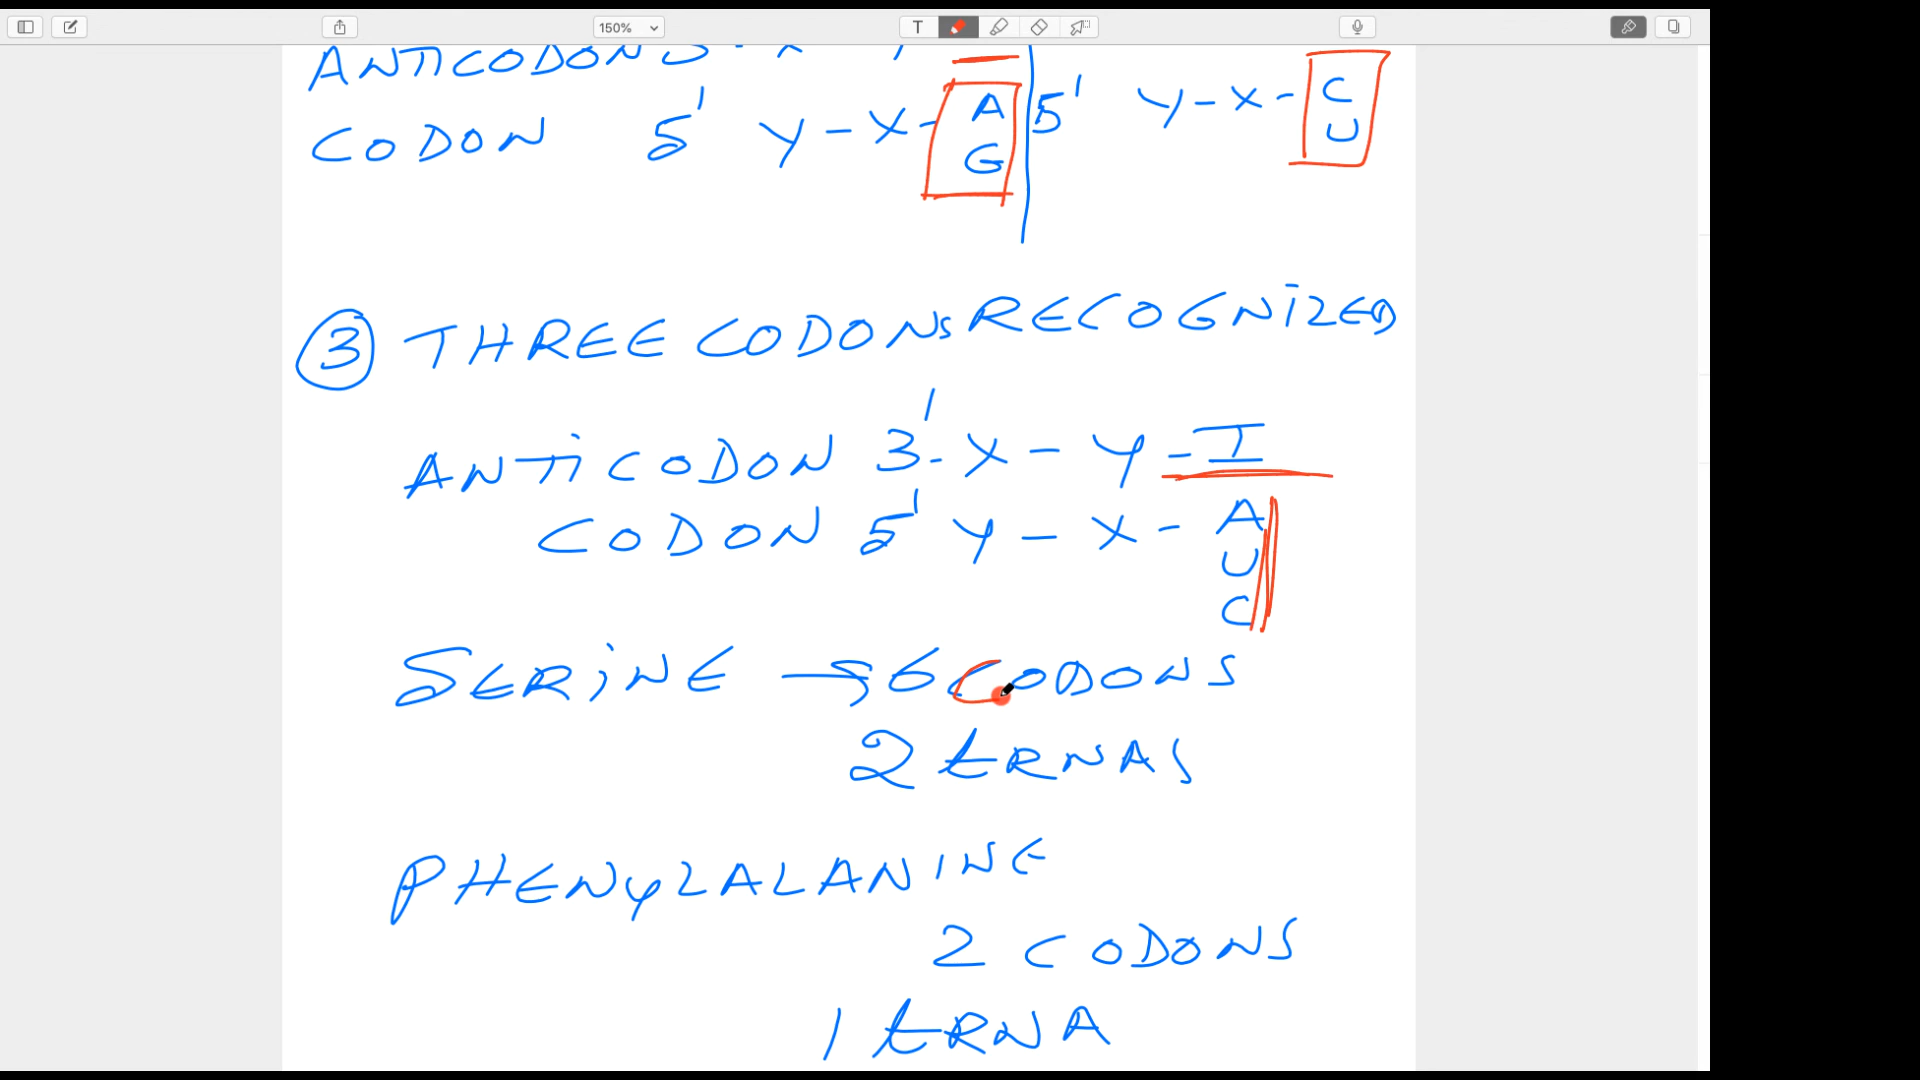 150%
T
ANTICODONS - X Y
CODON 5' Y - X - A G 5' Y - X - C U
3 THREE CODONS RECOGNIZED
ANTICODON 3' - X - Y - I
CODON 5' Y - X - A
U
C
SERINE → 6 CODONS
2 tRNAS
PHENYLALANINE
2 CODONS
1 tRNA